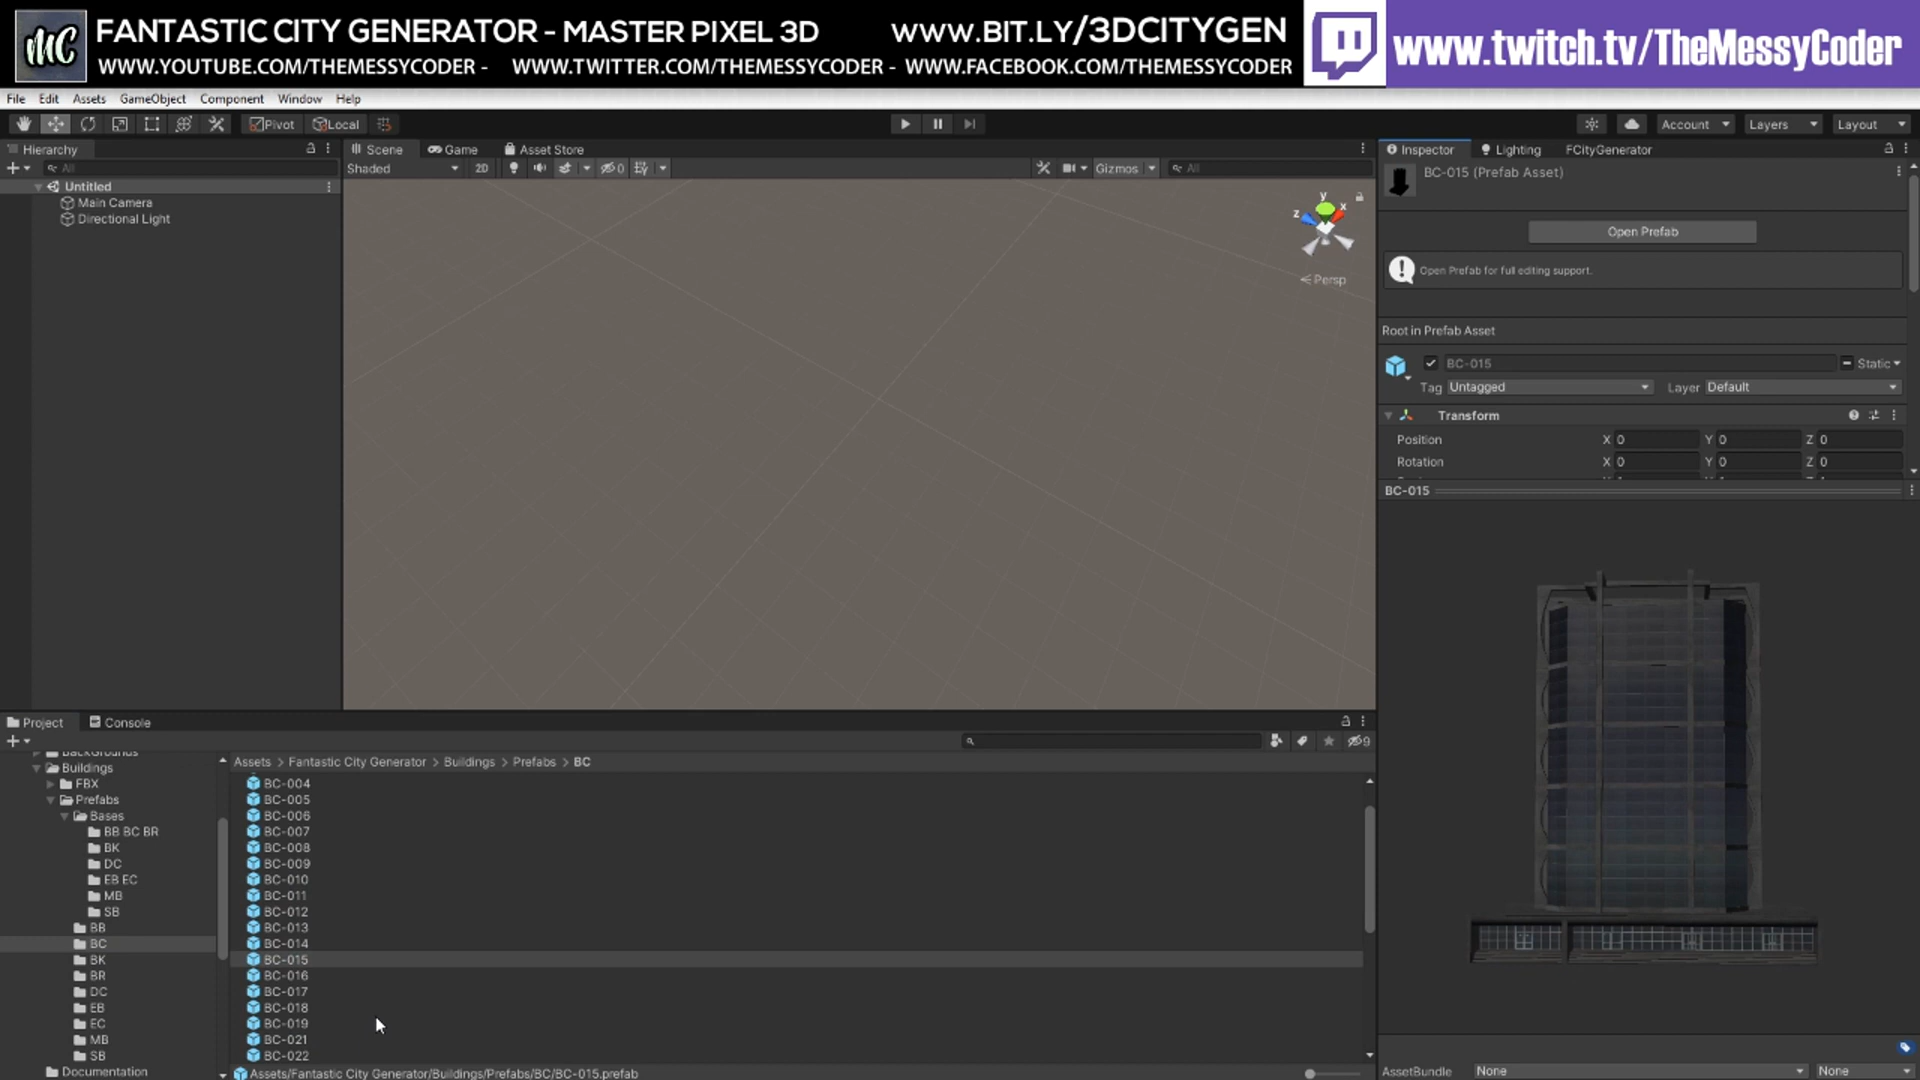 mc
FANTASTIC CITY GENERATOR - MASTER PIXEL 3D
WWW.BIT.LY/3DCITYGEN
WWW.YOUTUBE.COM/THEMESSYCODER - WWW.TWITTER.COM/THEMESSYCODER - WWW.FACEBOOK.COM/THEMESSYCODER
www.twitch.tv/TheMessyCoder
File Edit Assets GameObject Component Window Help
Pivot Local
Account Layers Layout
Hierarchy
All
Untitled
Main Camera
Directional Light
Scene Game Asset Store
Shaded 2D 0 Gizmos All
y
x
z
Persp
Inspector Lighting FCityGenerator
BC-015 (Prefab Asset)
Open Prefab
Open Prefab for full editing support.
Root in Prefab Asset
BC-015 Static
Tag Untagged Layer Default
Transform
Position X 0 Y 0 Z 0
Rotation X 0 Y 0 Z 0
BC-015
AssetBundle None None
Project Console
9
BackGrounds
Buildings
FBX
Prefabs
Bases
BB BC BR
BK
DC
EB EC
MB
SB
BB
BC
BK
BR
DC
EB
EC
MB
SB
Documentation
Assets > Fantastic City Generator > Buildings > Prefabs > BC
BC-004
BC-005
BC-006
BC-007
BC-008
BC-009
BC-010
BC-011
BC-012
BC-013
BC-014
BC-015
BC-016
BC-017
BC-018
BC-019
BC-021
BC-022
Assets/Fantastic City Generator/Buildings/Prefabs/BC/BC-015.prefab